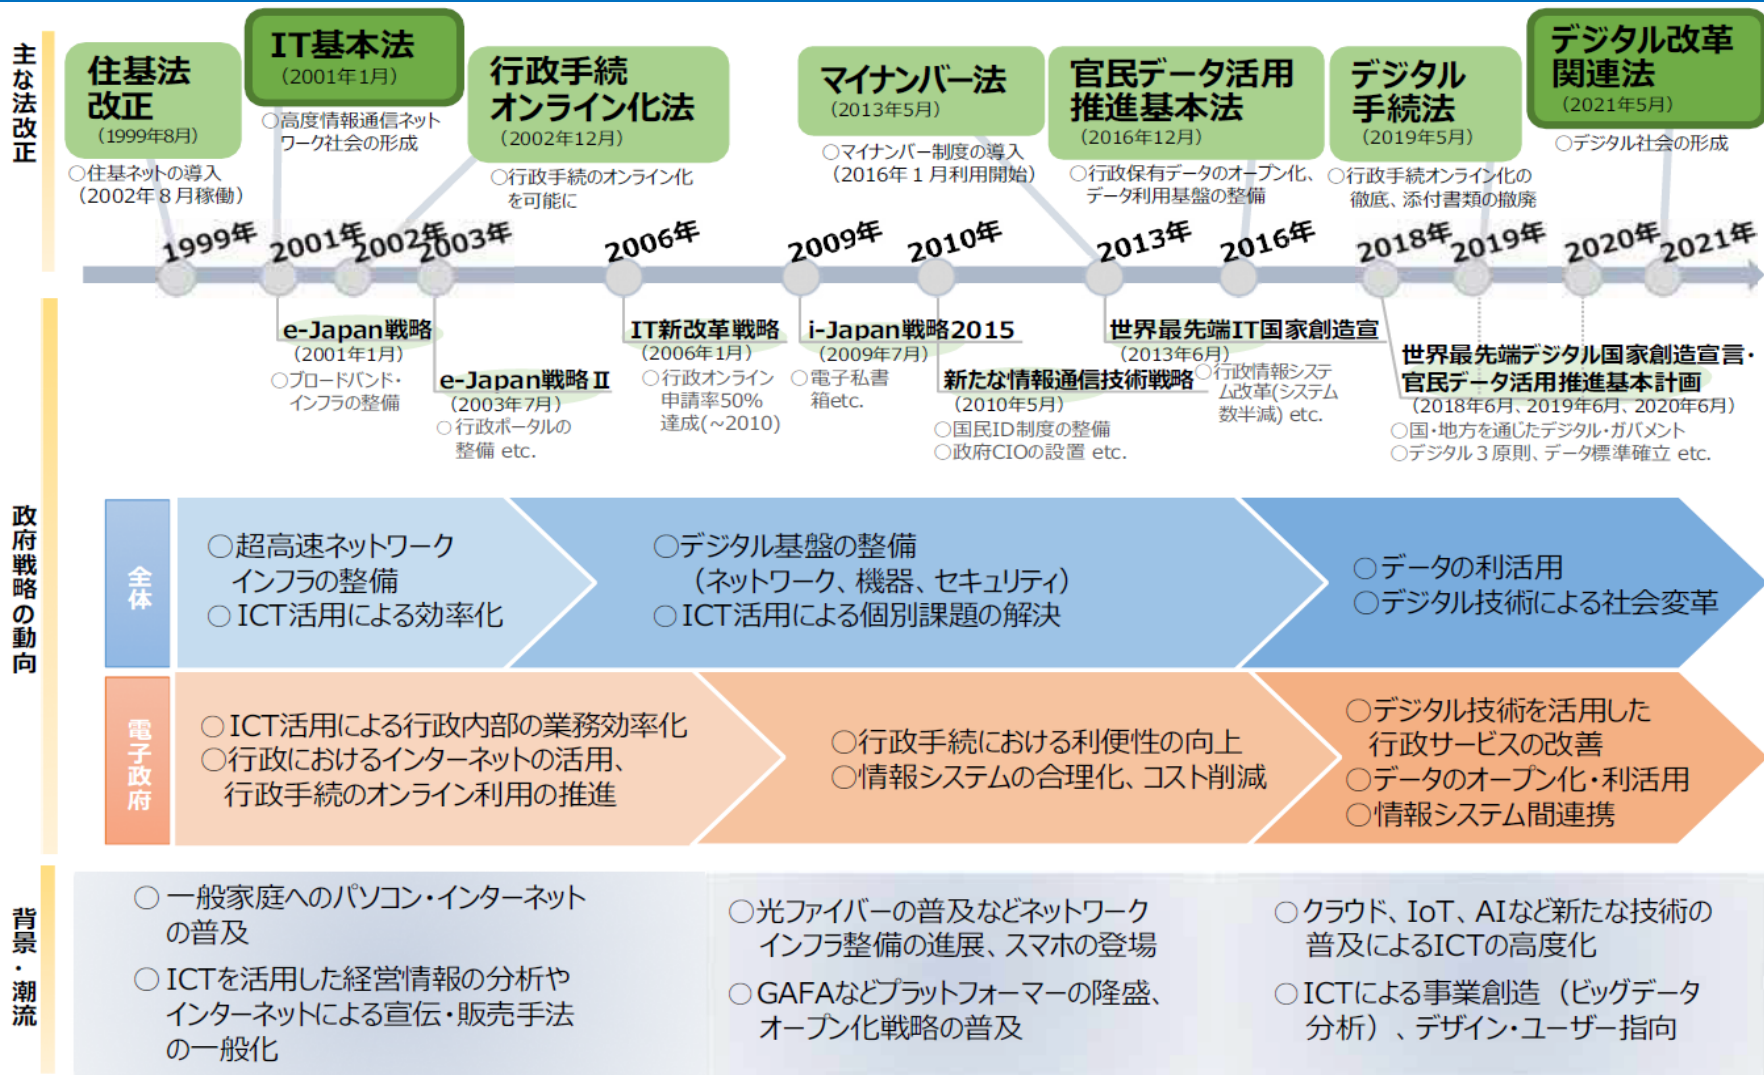 主な法改正
住基法
改正
(1999年8月)
○住基ネットの導入
(2002年８月稼働)
IT基本法
(2001年1月)
○高度情報通信ネット
ワーク社会の形成
行政手続
オンライン化法
(2002年12月)
○行政手続のオンライン化
を可能に
マイナンバー法
(2013年5月)
○マイナンバー制度の導入
(2016年１月利用開始)
官民データ活用
推進基本法
(2016年12月)
○行政保有データのオープン化、
データ利用基盤の整備
デジタル
手続法
(2019年5月)
○行政手続オンライン化の
徹底、添付書類の撤廃
デジタル改革
関連法
(2021年5月)
○デジタル社会の形成
1999年
2001年
2002年
2003年
2006年
2009年
2010年
2013年
2016年
2018年
2019年
2020年
2021年
政府戦略の動向
e-Japan戦略
(2001年1月)
○ブロードバンド・
インフラの整備
e-Japan戦略Ⅱ
(2003年7月)
○行政ポータルの
整備 etc.
IT新改革戦略
(2006年1月)
○行政オンライン
申請率50%
達成(~2010)
i-Japan戦略2015
(2009年7月)
○電子私書
箱etc.
新たな情報通信技術戦略
(2010年5月)
○国民ID制度の整備
○政府CIOの設置 etc.
世界最先端IT国家創造宣
(2013年6月)
○行政情報システ
ム改革(システム
数半減) etc.
世界最先端デジタル国家創造宣言・
官民データ活用推進基本計画
(2018年6月、2019年6月、2020年6月)
○国・地方を通じたデジタル・ガバメント
○デジタル３原則、データ標準確立 etc.
全体
○超高速ネットワーク
インフラの整備
○ICT活用による効率化
○デジタル基盤の整備
（ネットワーク、機器、セキュリティ）
○ICT活用による個別課題の解決
○データの利活用
○デジタル技術による社会変革
電子政府
○ICT活用による行政内部の業務効率化
○行政におけるインターネットの活用、
行政手続のオンライン利用の推進
○行政手続における利便性の向上
○情報システムの合理化、コスト削減
○デジタル技術を活用した
行政サービスの改善
○データのオープン化・利活用
○情報システム間連携
背景・潮流
○一般家庭へのパソコン・インターネット
の普及
○ICTを活用した経営情報の分析や
インターネットによる宣伝・販売手法
の一般化
○光ファイバーの普及などネットワーク
インフラ整備の進展、スマホの登場
○GAFAなどプラットフォーマーの隆盛、
オープン化戦略の普及
○クラウド、IoT、AIなど新たな技術の
普及によるICTの高度化
○ICTによる事業創造（ビッグデータ
分析）、デザイン・ユーザー指向